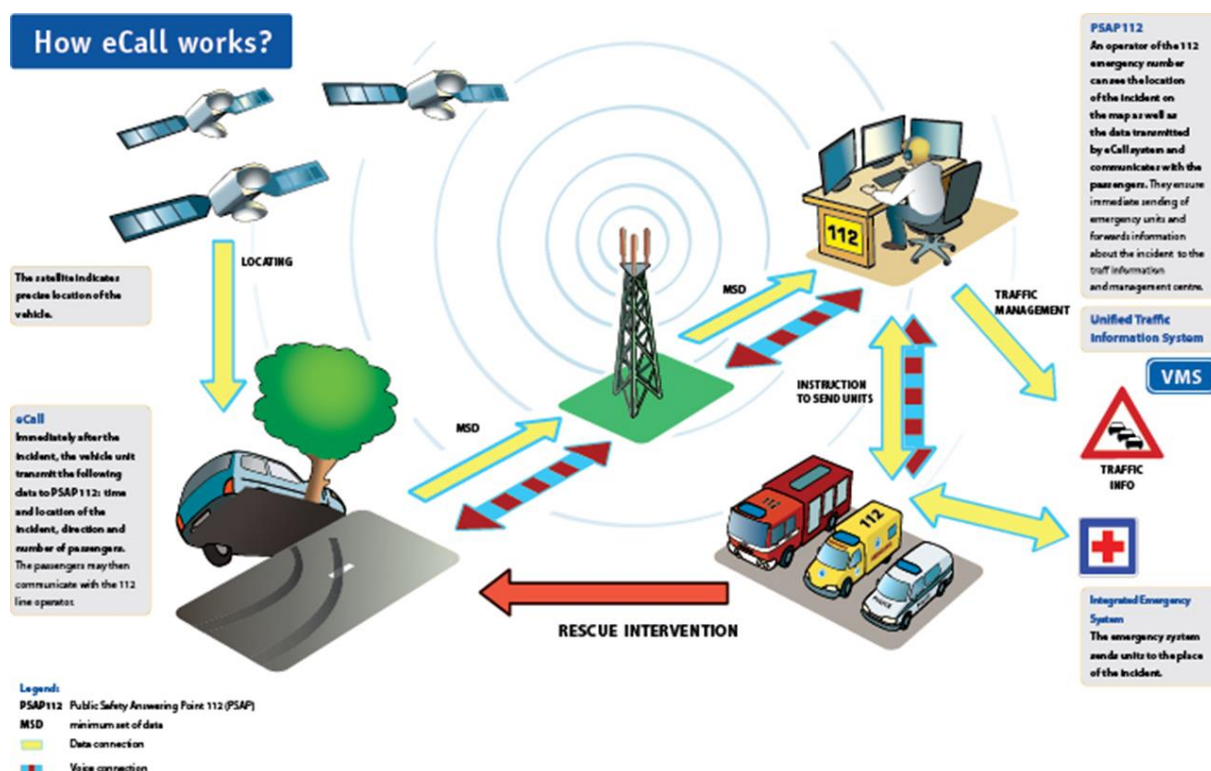 How eCall works?
LOCATING
The satellite indicates
precise location of the
vehicle.
eCall
Immediately after the
incident, the vehicle unit
transmit the following
data to PSAP112: time
and location of the
incident, direction and
number of passengers.
The passengers may then
communicate with the 112
line operator.
MSD
MSD
112
TRAFFIC
MANAGEMENT
INSTRUCTION
TO SEND UNITS
112
112
POLICE
RESCUE INTERVENTION
PSAP112
An operator of the 112
emergency number
can see the location
of the incident on
the map as well as
the data transmitted
by eCall system and
communicates with the
passengers. They ensure
immediate sending of
emergency units and
forwards information
about the incident to the
traff information
and management centre.
Unified Traffic
Information System
VMS
TRAFFIC
INFO
Integrated Emergency
System
The emergency system
sends units to the place
of the incident.
Legend:
PSAP112 Public Safety Answering Point 112 (PSAP)
MSD minimum set of data
Data connection
Voice connection